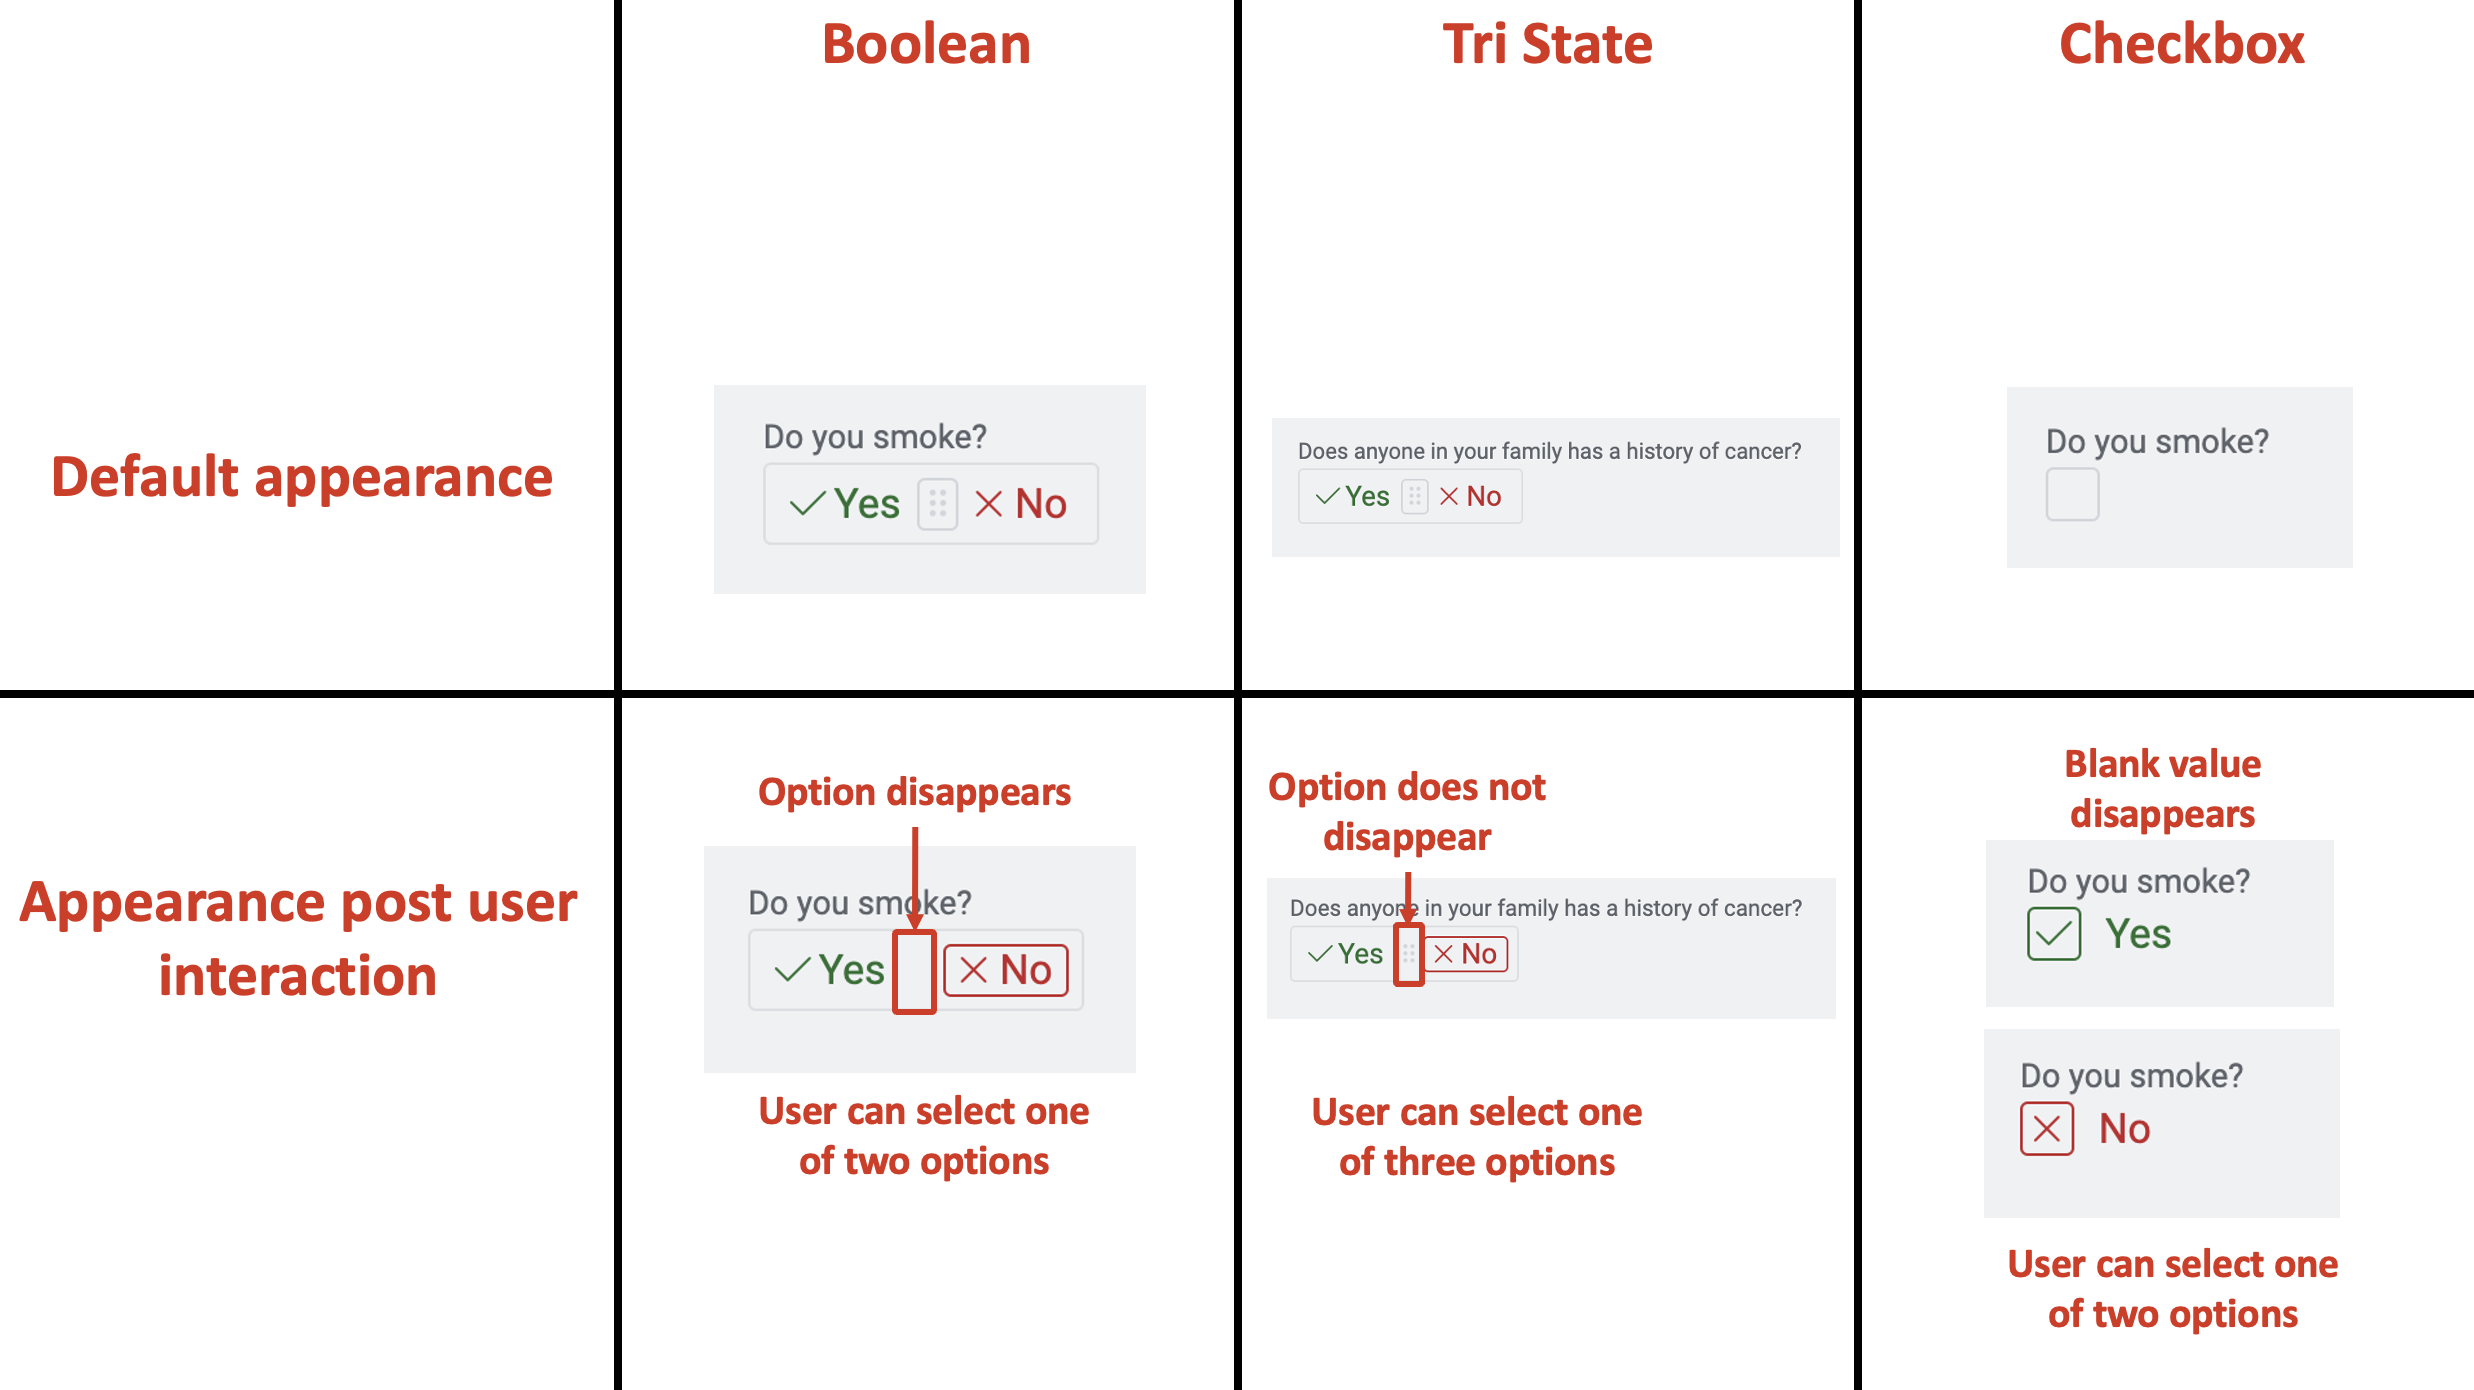 Boolean
Tri State
Checkbox
Default appearance
Do you smoke?
Yes No
Does anyone in your family has a history of cancer?
Yes No
Do you smoke?
Appearance post user
interaction
Option disappears
Do you smoke?
Yes No
User can select one
of two options
Option does not
disappear
Does anyone in your family has a history of cancer?
Yes No
User can select one
of three options
Blank value
disappears
Do you smoke?
Yes
Do you smoke?
No
User can select one
of two options